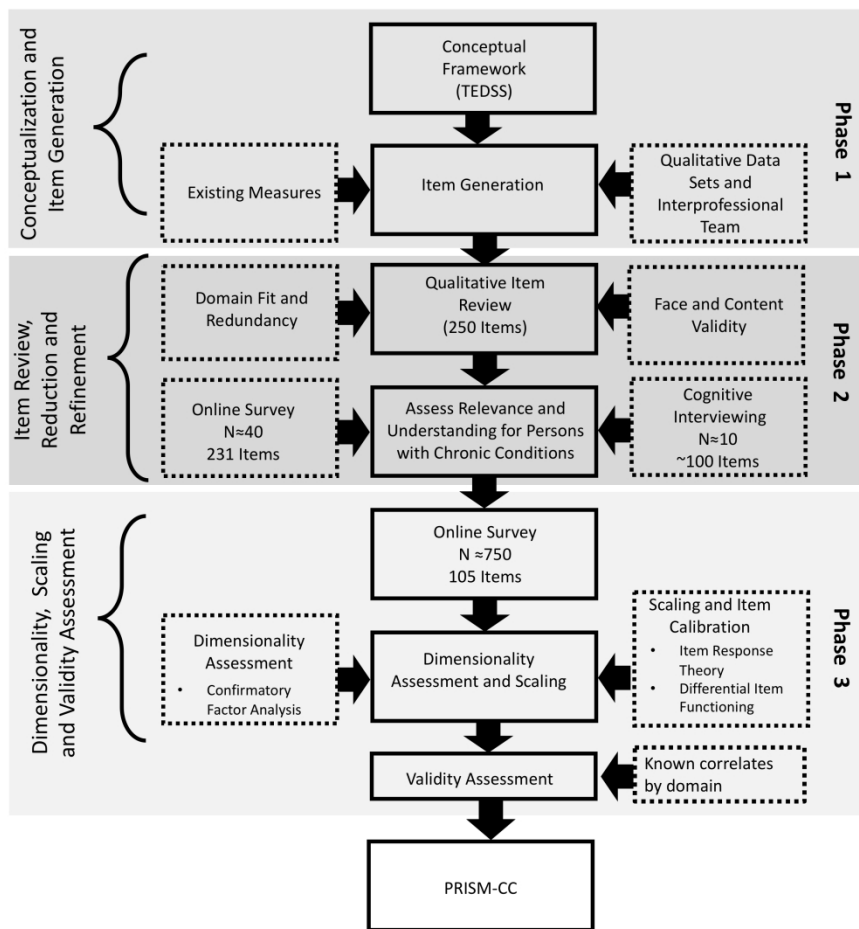 Conceptualization and
Item Generation
Phase 1
Conceptual
Framework
(TEDSS)
Existing Measures
Item Generation
Qualitative Data
Sets and
Interprofessional
Team
Item Review,
Reduction and
Refinement
Phase 2
Domain Fit and
Redundancy
Qualitative Item
Review
(250 Items)
Face and Content
Validity
Online Survey
N≈40
231 Items
Assess Relevance and
Understanding for Persons
with Chronic Conditions
Cognitive
Interviewing
N≈10
~100 Items
Dimensionality, Scaling
and Validity Assessment
Phase 3
Online Survey
N ≈750
105 Items
Dimensionality
Assessment
• Confirmatory
Factor Analysis
Dimensionality
Assessment and Scaling
Scaling and Item
Calibration
• Item Response
Theory
• Differential Item
Functioning
Validity Assessment
Known correlates
by domain
PRISM-CC